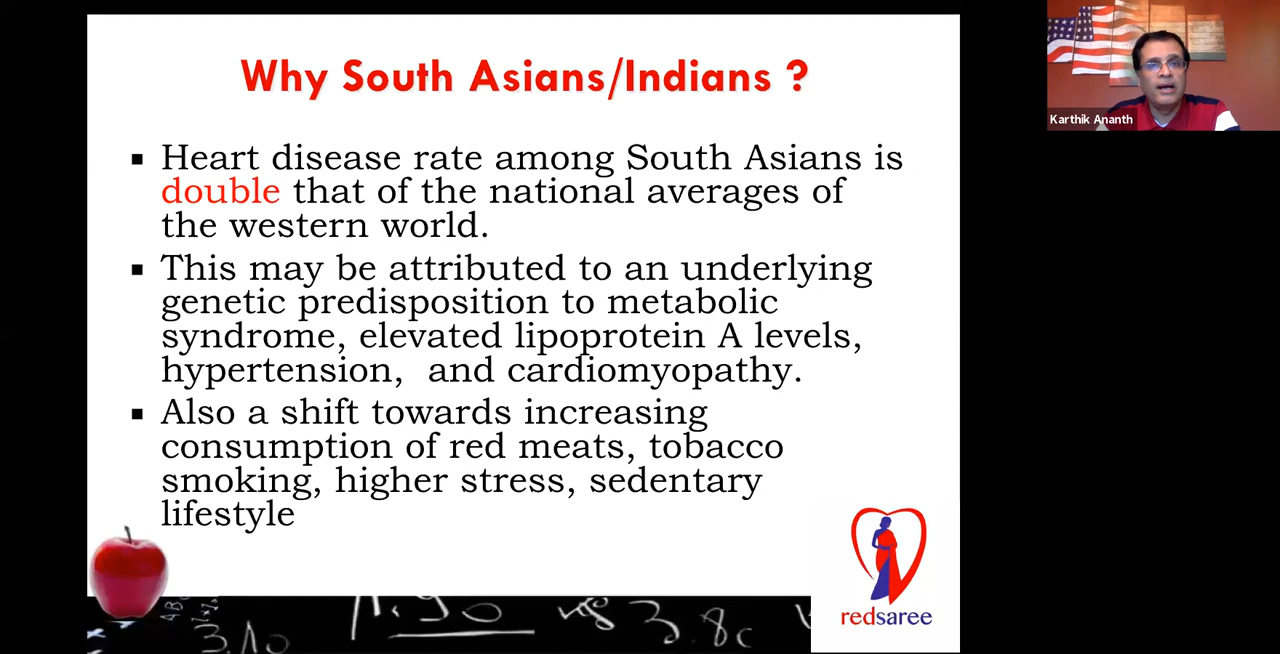 Why South Asians/Indians ?
Karthik Ananth
▪ Heart disease rate among South Asians is
double that of the national averages of
the western world.
▪ This may be attributed to an underlying
genetic predisposition to metabolic
syndrome, elevated lipoprotein A levels,
hypertension,  and cardiomyopathy.
▪ Also a shift towards increasing
consumption of red meats, tobacco
smoking, higher stress, sedentary
lifestyle
redsaree